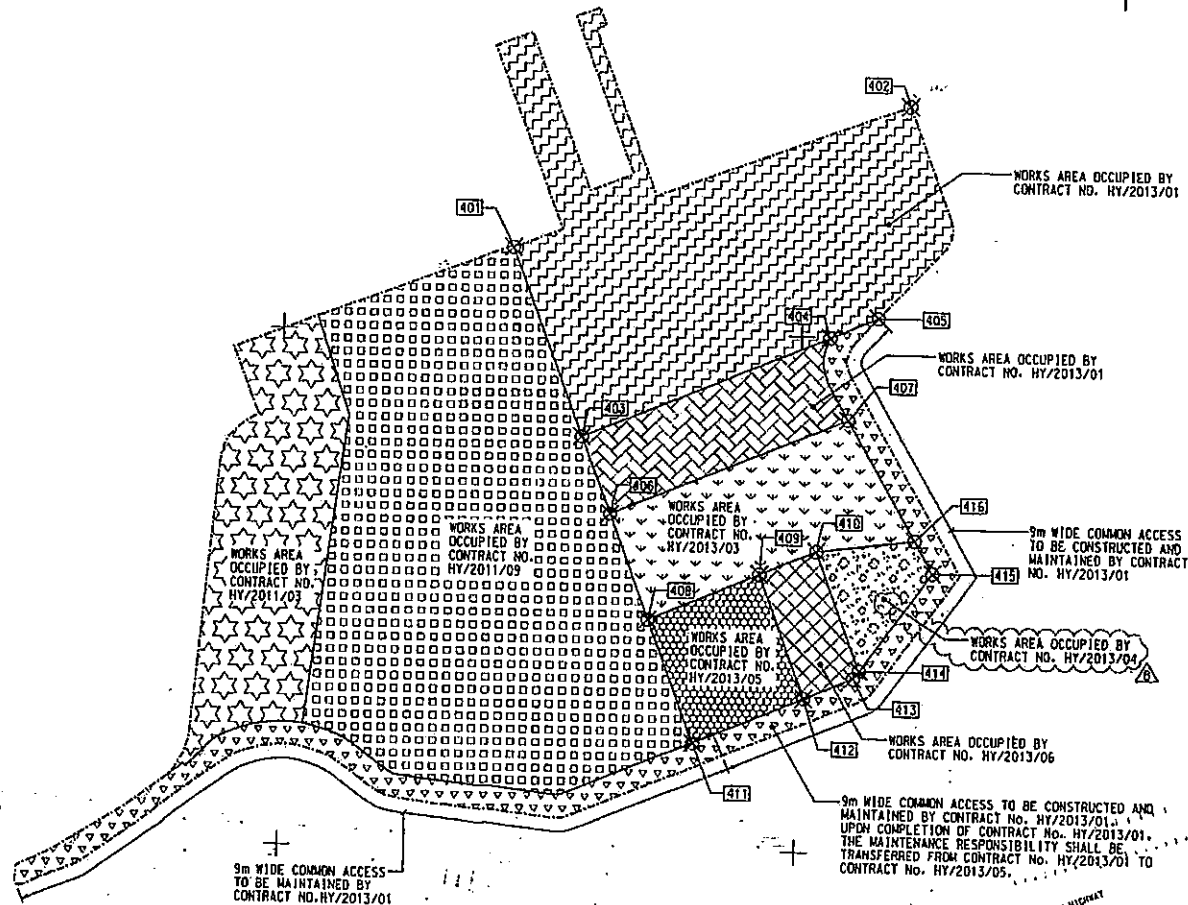 402
WORKS AREA OCCUPIED BY
CONTRACT NO. HY/2013/01
401
404
405
WORKS AREA OCCUPIED BY
CONTRACT NO. HY/2013/01
407
403
406
WORKS AREA
OCCUPIED BY
CONTRACT NO.
HY/2013/03
410
416
409
9m WIDE COMMON ACCESS
TO BE CONSTRUCTED AND
MAINTAINED BY CONTRACT
NO. HY/2013/01
WORKS AREA
OCCUPIED BY
CONTRACT NO.
HY/2011/09
WORKS AREA
OCCUPIED BY
CONTRACT NO.
HY/2011/03
415
408
WORKS AREA
OCCUPIED BY
CONTRACT NO.
HY/2013/05
WORKS AREA OCCUPIED BY
CONTRACT NO. HY/2013/04
414
413
412
WORKS AREA OCCUPIED BY
CONTRACT NO. HY/2013/06
411
9m WIDE COMMON ACCESS TO BE CONSTRUCTED AND
MAINTAINED BY CONTRACT No. HY/2013/01.
UPON COMPLETION OF CONTRACT No. HY/2013/01,
THE MAINTENANCE RESPONSIBILITY SHALL BE
TRANSFERRED FROM CONTRACT No. HY/2013/01 TO
CONTRACT No. HY/2013/05.
9m WIDE COMMON ACCESS
TO BE MAINTAINED BY
CONTRACT NO.HY/2013/01
HIGHWAY